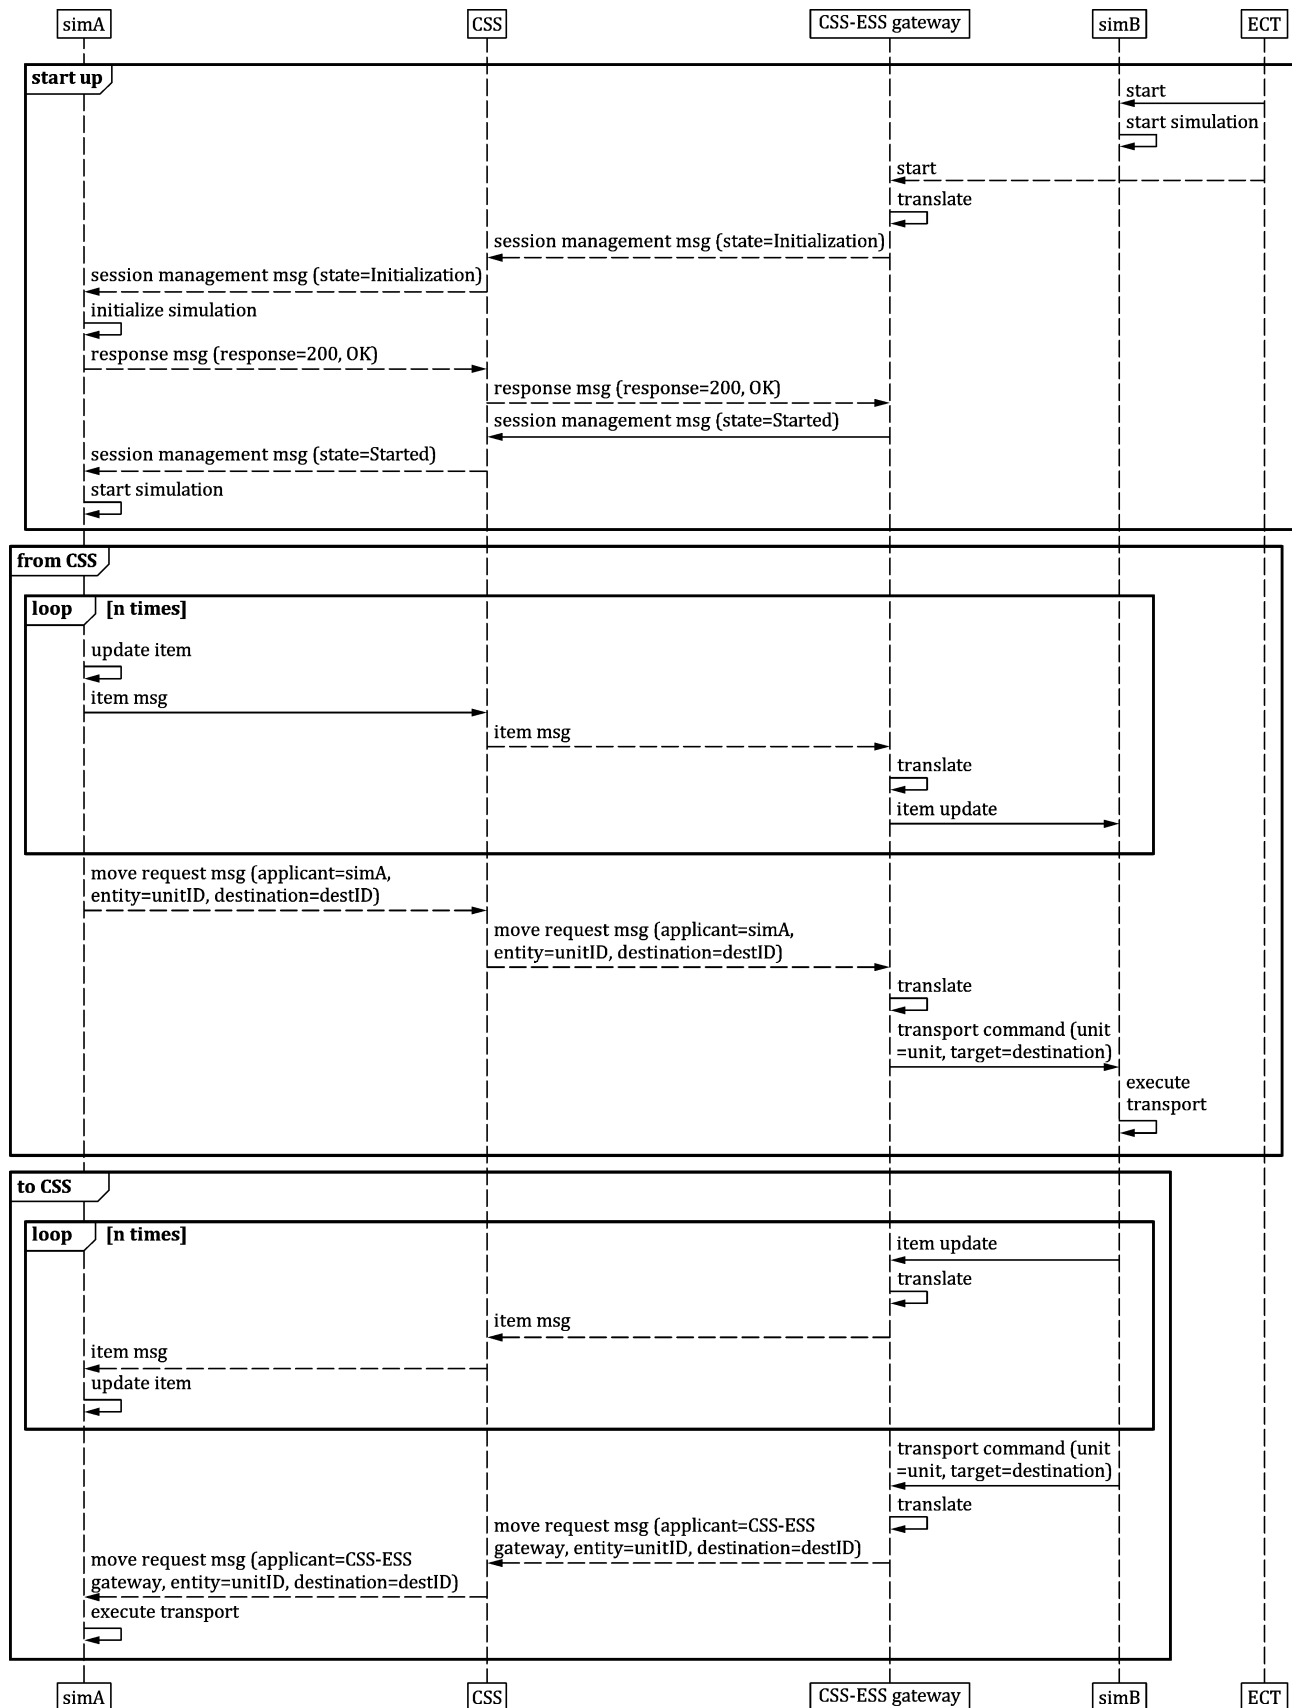 simA
CSS
CSS-ESS gateway
simB
ECT
start up
start
start simulation
start
translate
session management msg (state=Initialization)
session management msg (state=Initialization)
initialize simulation
response msg (response=200, OK)
response msg (response=200, OK)
session management msg (state=Started)
session management msg (state=Started)
start simulation
from CSS
loop [n times]
update item
item msg
item msg
translate
item update
move request msg (applicant=simA,
entity=unitID, destination=destID)
move request msg (applicant=simA,
entity=unitID, destination=destID)
translate
transport command (unit
=unit, target=destination)
execute
transport
to CSS
loop [n times]
item update
translate
item msg
item msg
update item
transport command (unit
=unit, target=destination)
translate
move request msg (applicant=CSS-ESS
gateway, entity=unitID, destination=destID)
move request msg (applicant=CSS-ESS
gateway, entity=unitID, destination=destID)
execute transport
simA
CSS
CSS-ESS gateway
simB
ECT